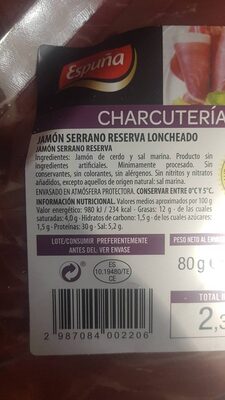 Espuña
CHARCUTERÍA
JAMÓN SERRANO RESERVA LONCHEADO
JAMÓN SERRANO RESERVA
Ingredientes: Jamón de cerdo y sal marina. Producto sin
ingredientes artificiales. Minimamente procesado. Sin
conservantes, sin colorantes, sin alérgenos. Sin nitritos y nitratos
añadidos, excepto aquellos de origen natural: sal marina.
ENVASADO EN ATMÓSFERA PROTECTORA. CONSERVAR ENTRE 0°C Y 5°C.
INFORMACIÓN NUTRICIONAL. Valores medios aproximados por 100 g
Valor energético: 980 kJ / 234 kcal - Grasas: 12 g - de las cuales
saturadas: 4,0 g - Hidratos de carbono: 1,5 g - de los cuales azúcares:
1,5 g - Proteínas: 30 g - Sal: 5,2 g.
LOTE/CONSUMIR PREFERENTEMENTE
ANTES DEL: VER ENVASE
PESO NETO AL
80 g e
ES
10.19480/TE
CE
TOTAL
2,
2 987084 002206